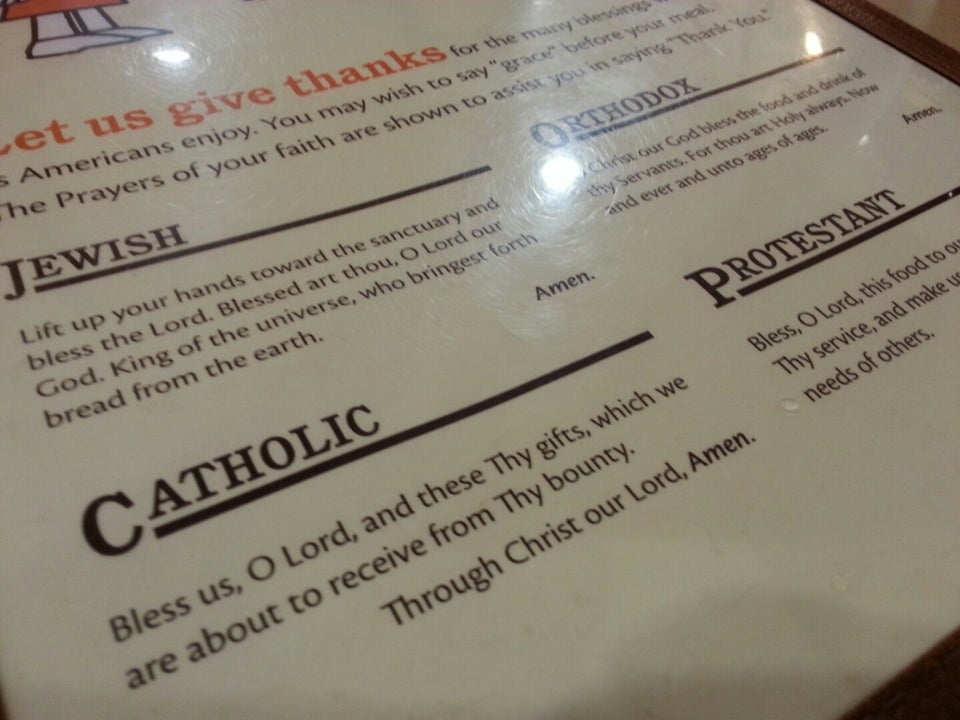 Let us give thanks for the many blessings
s Americans enjoy. You may wish to say "grace" before your meal.
The Prayers of your faith are shown to assist you in saying "Thank You."
JEWISH
Lift up your hands toward the sanctuary and
bless the Lord. Blessed art thou, O Lord our
God. King of the universe, who bringest forth
bread from the earth.
Amen.
ORTHODOX
Christ our God bless the food and drink of
thy Servants. For thou art Holy always. Now
and ever and unto ages of ages.
Amen.
CATHOLIC
Bless us, O Lord, and these Thy gifts, which we
are about to receive from Thy bounty.
Through Christ our Lord, Amen.
PROTESTANT
Bless, O Lord, this food to ou
Thy service, and make us
needs of others.